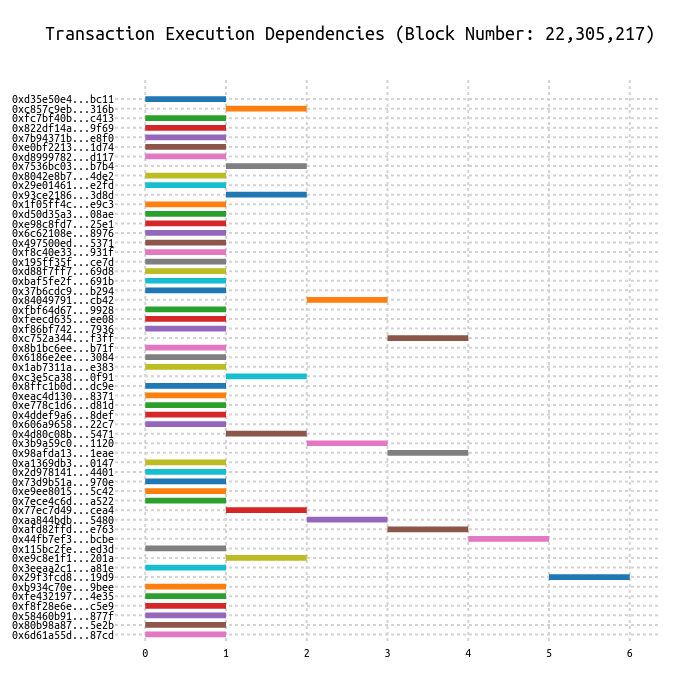 Transaction Execution Dependencies (Block Number: 22,305,217)
0xd35e50e4...bc11
0xc857c9eb...316b
0xfc7bf40b...c413
0x822df14a...9f69
0x7b94371b...e8f0
0xe0bf2213...1d74
0xd8999782...d117
0x7536bc03...b7b4
0x8042e8b7...4de2
0x29e01461...e2fd
0x93ce2186...3d8d
0x1f05ff4c...e9c3
0xd50d35a3...08ae
0xe98c8fd7...25e1
0x6c62108e...8976
0x497500ed...5371
0xf8c40e33...931f
0x195ff35f...ce7d
0xd88f7ff7...69d8
0xbaf5fe2f...691b
0x37b6cdc9...b294
0x84049791...cb42
0xfbf64d67...9928
0xfeecd635...ee08
0xf86bf742...7936
0xc752a344...f3ff
0x8b1bc6ee...b71f
0x6186e2ee...3084
0x1ab7311a...e383
0xc3e5ca38...0f91
0x8ffc1b0d...dc9e
0xeac4d130...8371
0xe778c1d6...d81d
0x4ddef9a6...8def
0x606a9658...22c7
0x4d80c08b...5471
0x3b9a59c0...1120
0x98afda13...1eae
0xa1369db3...0147
0x2d978141...4401
0x73d9b51a...970e
0xe9ee8015...5c42
0x7ece4c6d...a522
0x77ec7d49...cea4
0xaa844bdb...5480
0xafd82ffd...e763
0x44fb7ef3...bcbe
0x115bc2fe...ed3d
0xe9c8e1f1...201a
0x3eeaa2c1...a81e
0x29f3fcd8...19d9
0xb934c70e...9bee
0xfe432197...4e35
0xf8f28e6e...c5e9
0x58460b91...877f
0x80b98a87...5e2b
0x6d61a55d...87cd
0 1 2 3 4 5 6